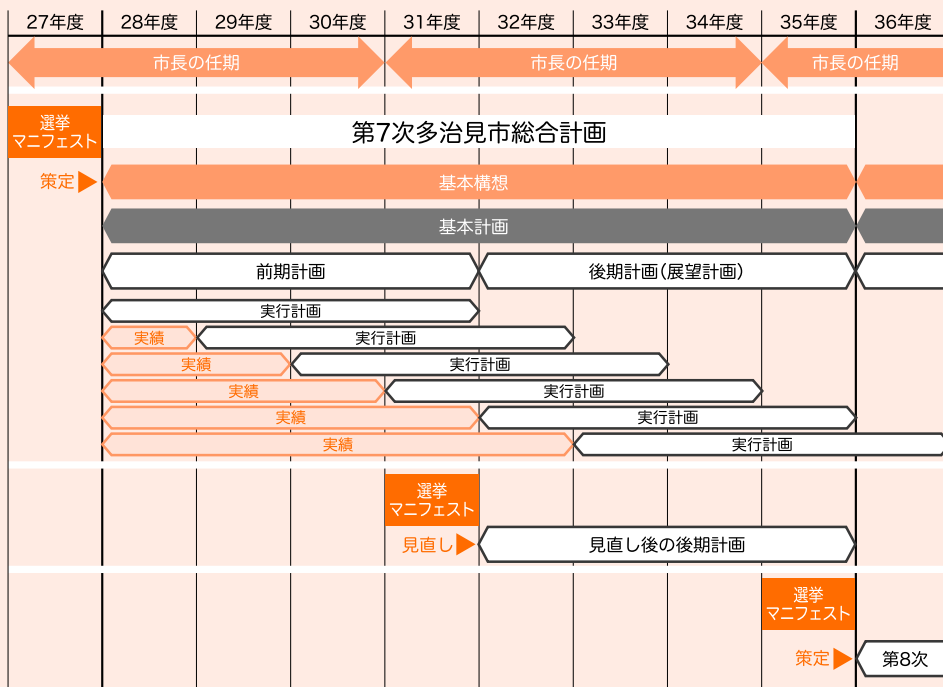 27年度 28年度 29年度 30年度 31年度 32年度 33年度 34年度 35年度 36年度
市長の任期 市長の任期 市長の任期
選挙
マニフェスト
第7次多治見市総合計画
策定
基本構想
基本計画
前期計画 後期計画(展望計画)
実行計画
実績 実行計画
実績 実行計画
実績 実行計画
実績 実行計画
実績 実行計画
選挙
マニフェスト
見直し 見直し後の後期計画
選挙
マニフェスト
策定 第8次